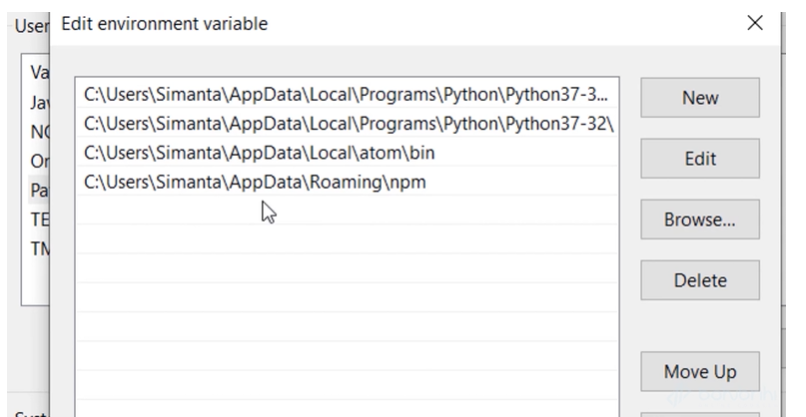 User
Edit environment variable
Va
Jav
C:\Users\Simanta\AppData\Local\Programs\Python\Python37-3...
New
NO
C:\Users\Simanta\AppData\Local\Programs\Python\Python37-32\
Or
C:\Users\Simanta\AppData\Local\atom\bin
Edit
Pa
C:\Users\Simanta\AppData\Roaming\npm
TE
Browse...
TM
Delete
Move Up